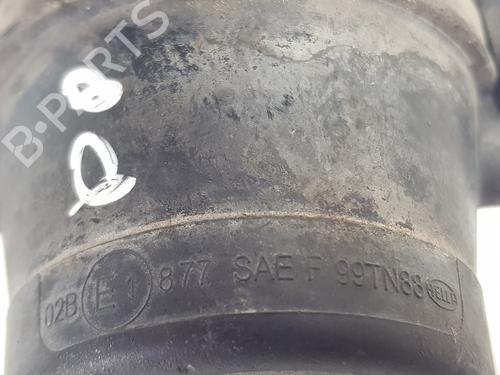 B-PARTS
02B E1 877 SAE F 99TN88 HELLA